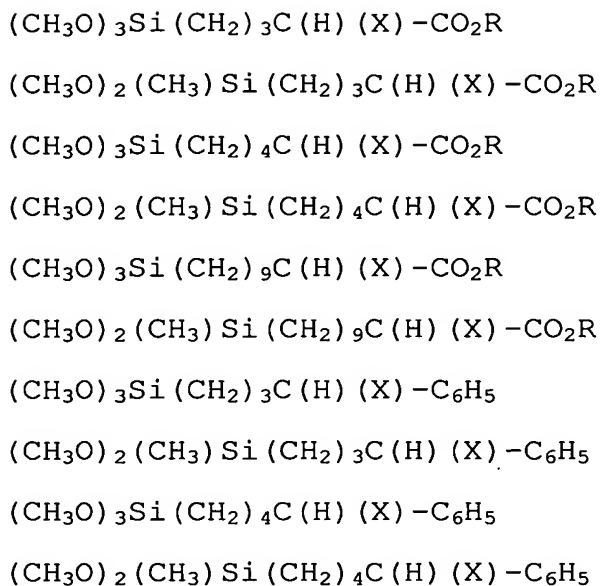 (CH₃O)₃Si(CH₂)₃C(H)(X)-CO₂R
(CH₃O)₂(CH₃)Si(CH₂)₃C(H)(X)-CO₂R
(CH₃O)₃Si(CH₂)₄C(H)(X)-CO₂R
(CH₃O)₂(CH₃)Si(CH₂)₄C(H)(X)-CO₂R
(CH₃O)₃Si(CH₂)₉C(H)(X)-CO₂R
(CH₃O)₂(CH₃)Si(CH₂)₉C(H)(X)-CO₂R
(CH₃O)₃Si(CH₂)₃C(H)(X)-C₆H₅
(CH₃O)₂(CH₃)Si(CH₂)₃C(H)(X)-C₆H₅
(CH₃O)₃Si(CH₂)₄C(H)(X)-C₆H₅
(CH₃O)₂(CH₃)Si(CH₂)₄C(H)(X)-C₆H₅